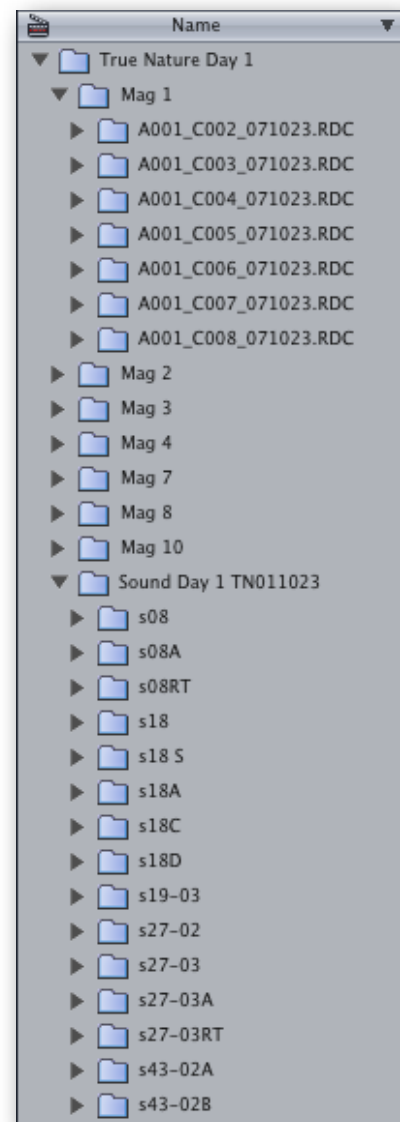 Name
True Nature Day 1
Mag 1
A001_C002_071023.RDC
A001_C003_071023.RDC
A001_C004_071023.RDC
A001_C005_071023.RDC
A001_C006_071023.RDC
A001_C007_071023.RDC
A001_C008_071023.RDC
Mag 2
Mag 3
Mag 4
Mag 7
Mag 8
Mag 10
Sound Day 1 TN011023
s08
s08A
s08RT
s18
s18 S
s18A
s18C
s18D
s19-03
s27-02
s27-03
s27-03A
s27-03RT
s43-02A
s43-02B